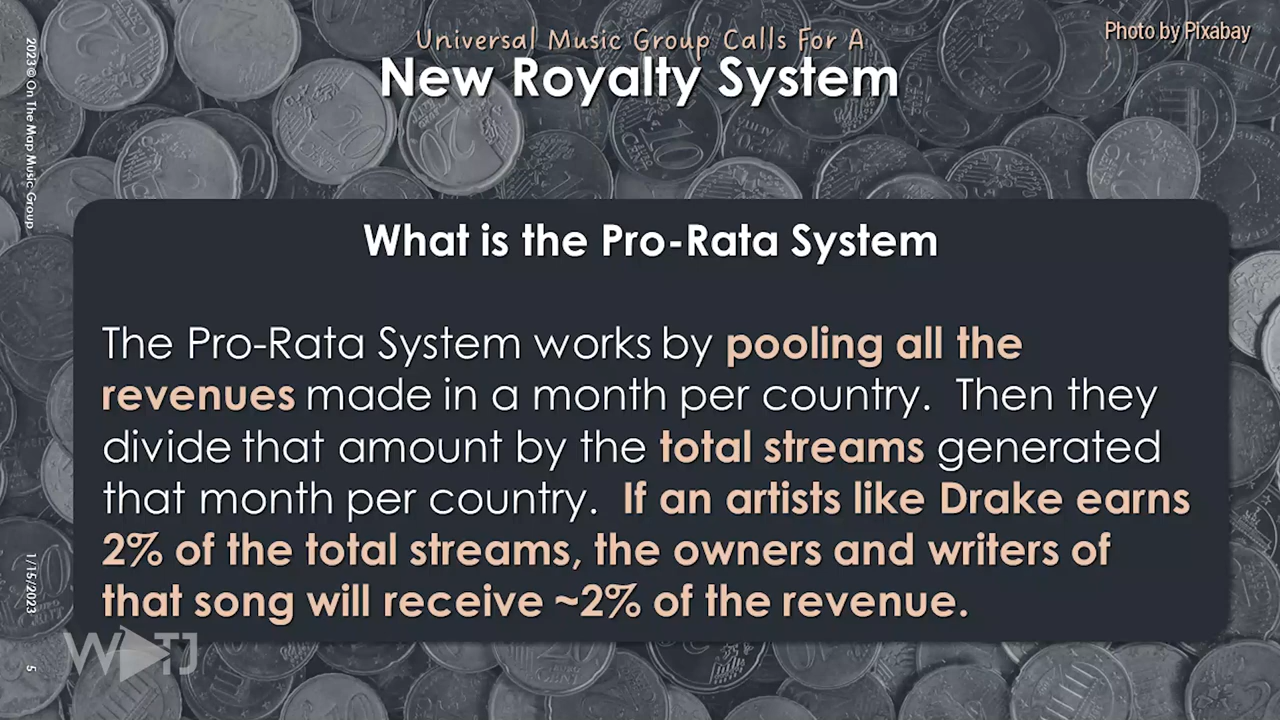 Universal Music Group Calls For A
New Royalty System
Photo by Pixabay
2023 © On The Map Music Group
What is the Pro-Rata System
The Pro-Rata System works by pooling all the
revenues made in a month per country.  Then they
divide that amount by the total streams generated
that month per country.  If an artists like Drake earns
2% of the total streams, the owners and writers of
that song will receive ~2% of the revenue.
1/16/2023
5
W TJ